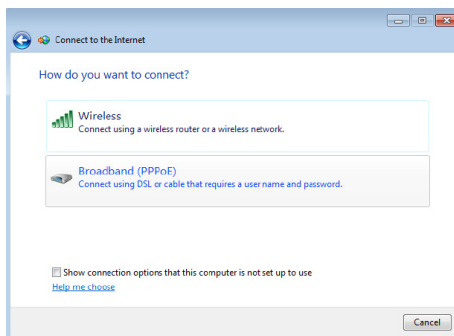 Connect to the Internet
How do you want to connect?
Wireless
Connect using a wireless router or a wireless network.
Broadband (PPPoE)
Connect using DSL or cable that requires a user name and password.
Show connection options that this computer is not set up to use
Help me choose
Cancel